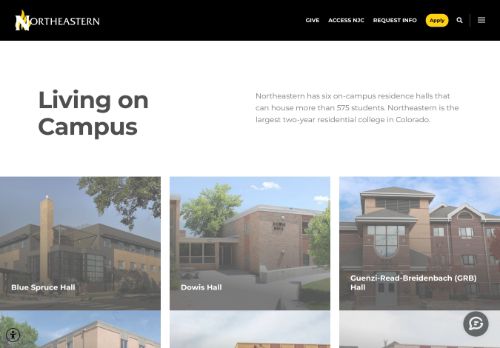 NORTHEASTERN
GIVE ACCESS NJC REQUEST INFO Apply
Living on
Campus
Northeastern has six on-campus residence halls that
can house more than 575 students. Northeastern is the
largest two-year residential college in Colorado.
Blue Spruce Hall
Dowis Hall
Guenzi-Read-Breidenbach (GRB)
Hall